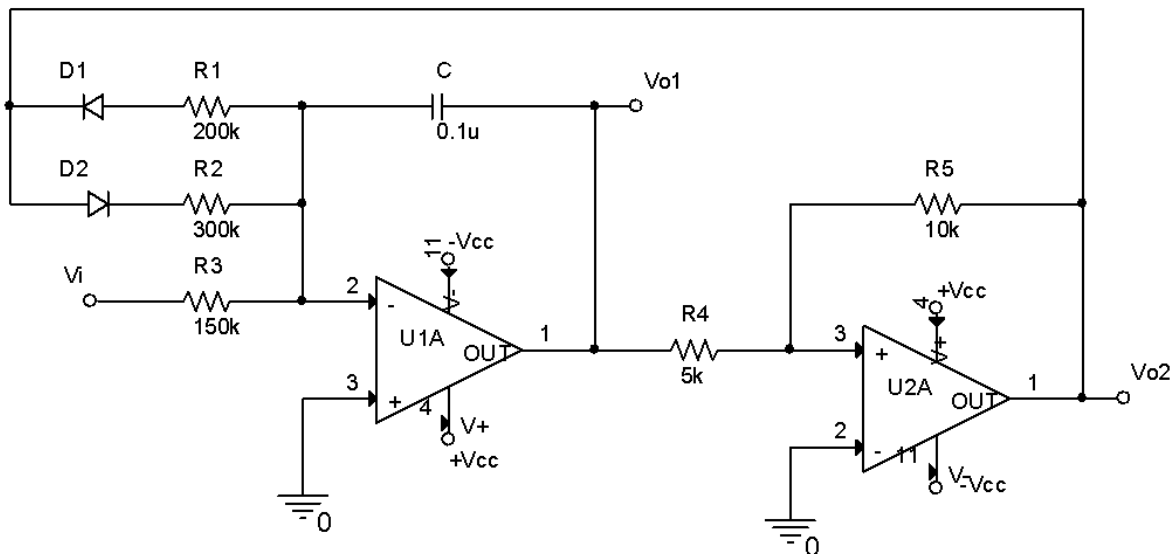 D1
R1
C
Vo1
200k
0.1u
D2
R2
R5
300k
10k
Vi
R3
11
-Vcc
V-
2
-
150k
4
+Vcc
V+
U1A
OUT
1
R4
5k
3
+
U2A
OUT
1
Vo2
3
+
4
V+
+Vcc
2
-
11
V-
-Vcc
0
0